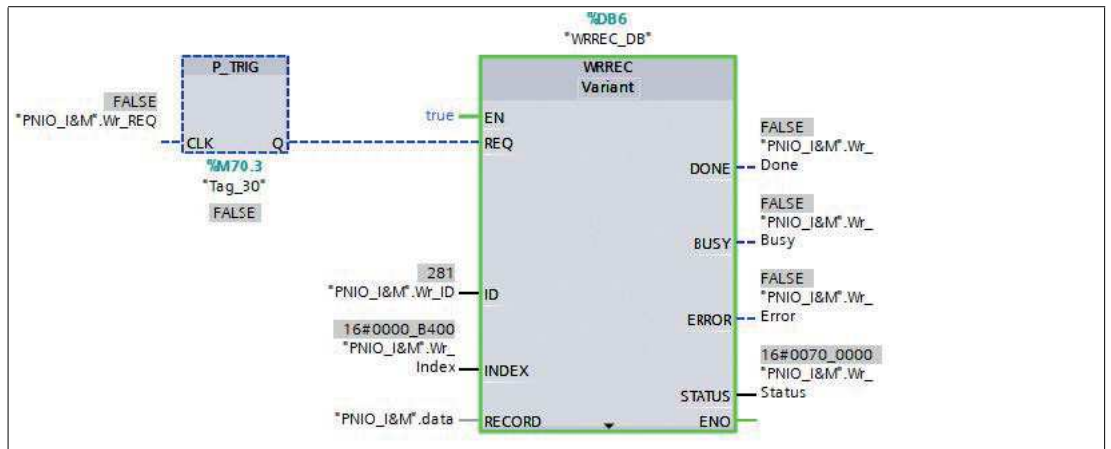 %DB6
"WRREC_DB"
P_TRIG
WRREC
Variant
FALSE
"PNIO_I&M".Wr_REQ
true
EN
CLK
Q
REQ
%M70.3
"Tag_30"
FALSE
FALSE
"PNIO_I&M".Wr_
Done
DONE
FALSE
"PNIO_I&M".Wr_
Busy
BUSY
281
"PNIO_I&M".Wr_ID
ID
FALSE
"PNIO_I&M".Wr_
Error
ERROR
16#0000_B400
"PNIO_I&M".Wr_
Index
INDEX
16#0070_0000
"PNIO_I&M".Wr_
Status
STATUS
"PNIO_I&M".data
RECORD
ENO